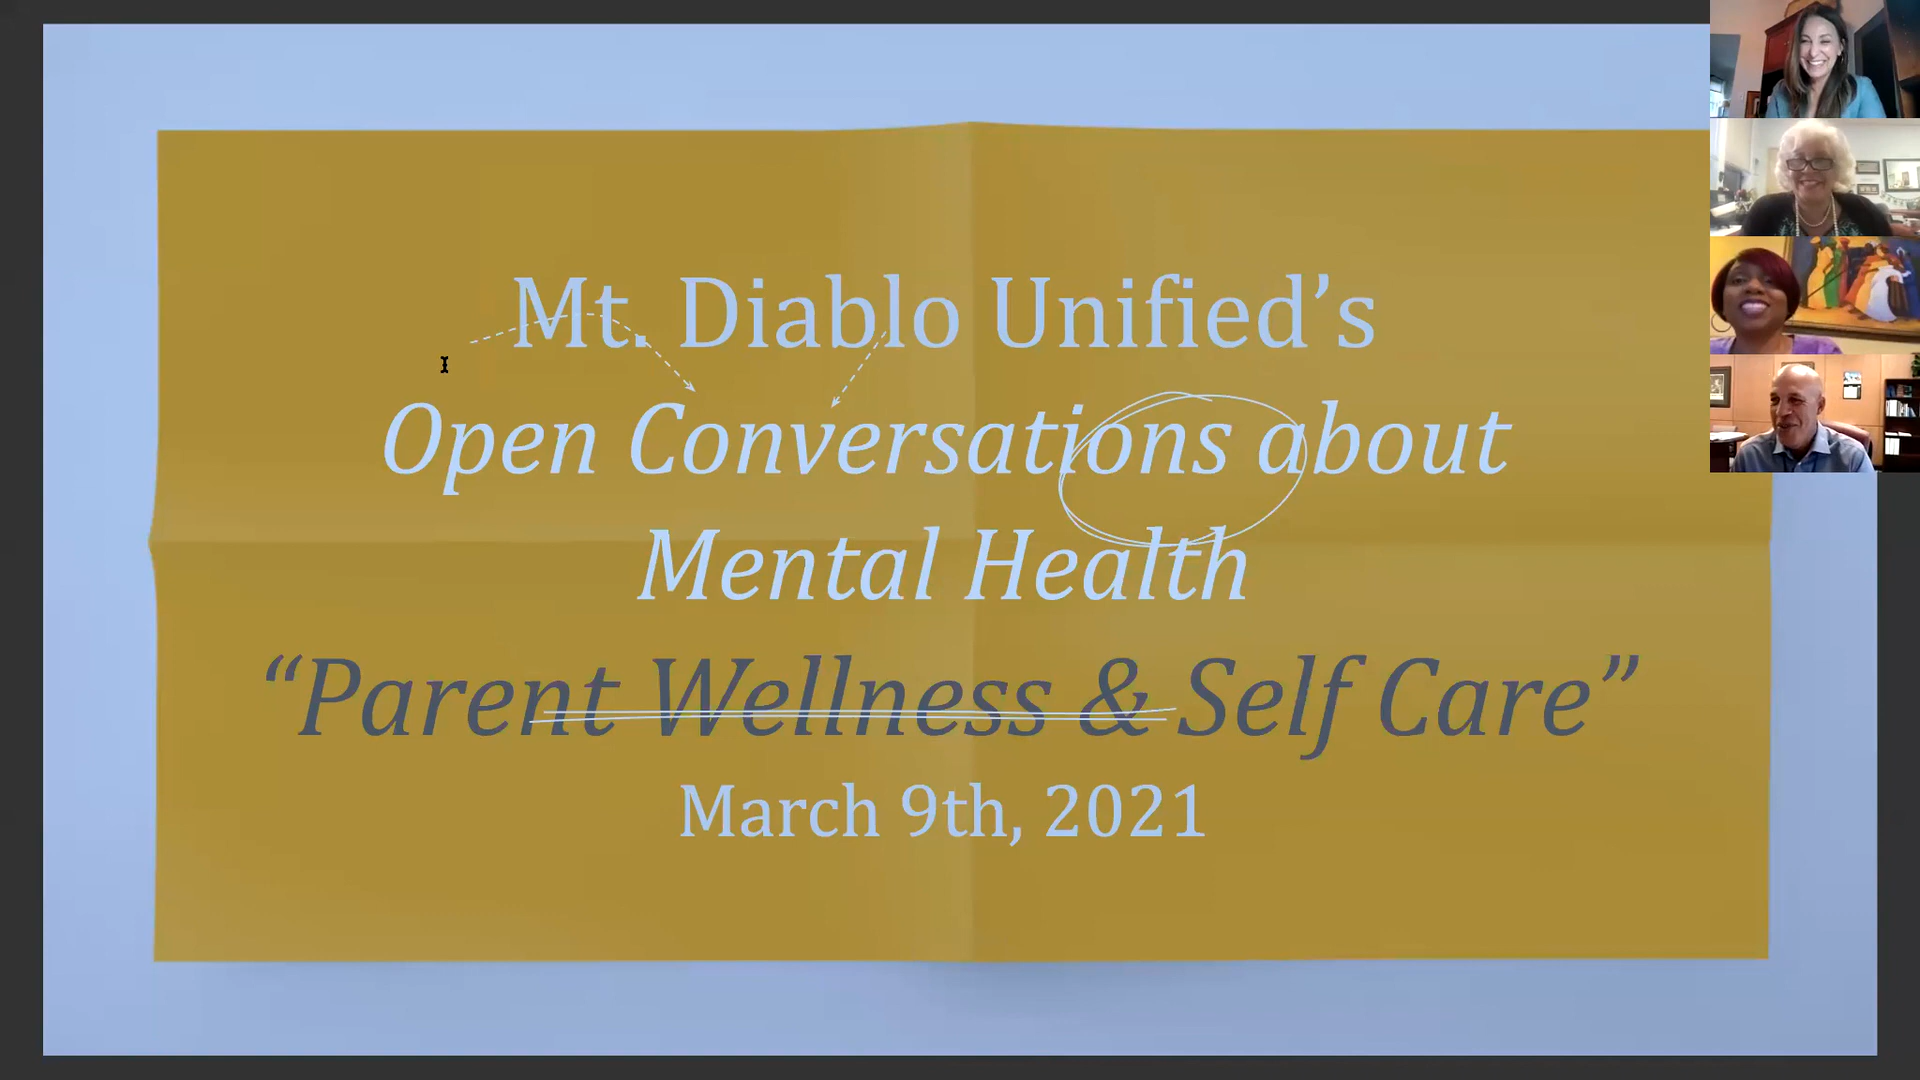 Mt. Diablo Unified’s
Open Conversations about
Mental Health
“Parent Wellness & Self Care”
March 9th, 2021